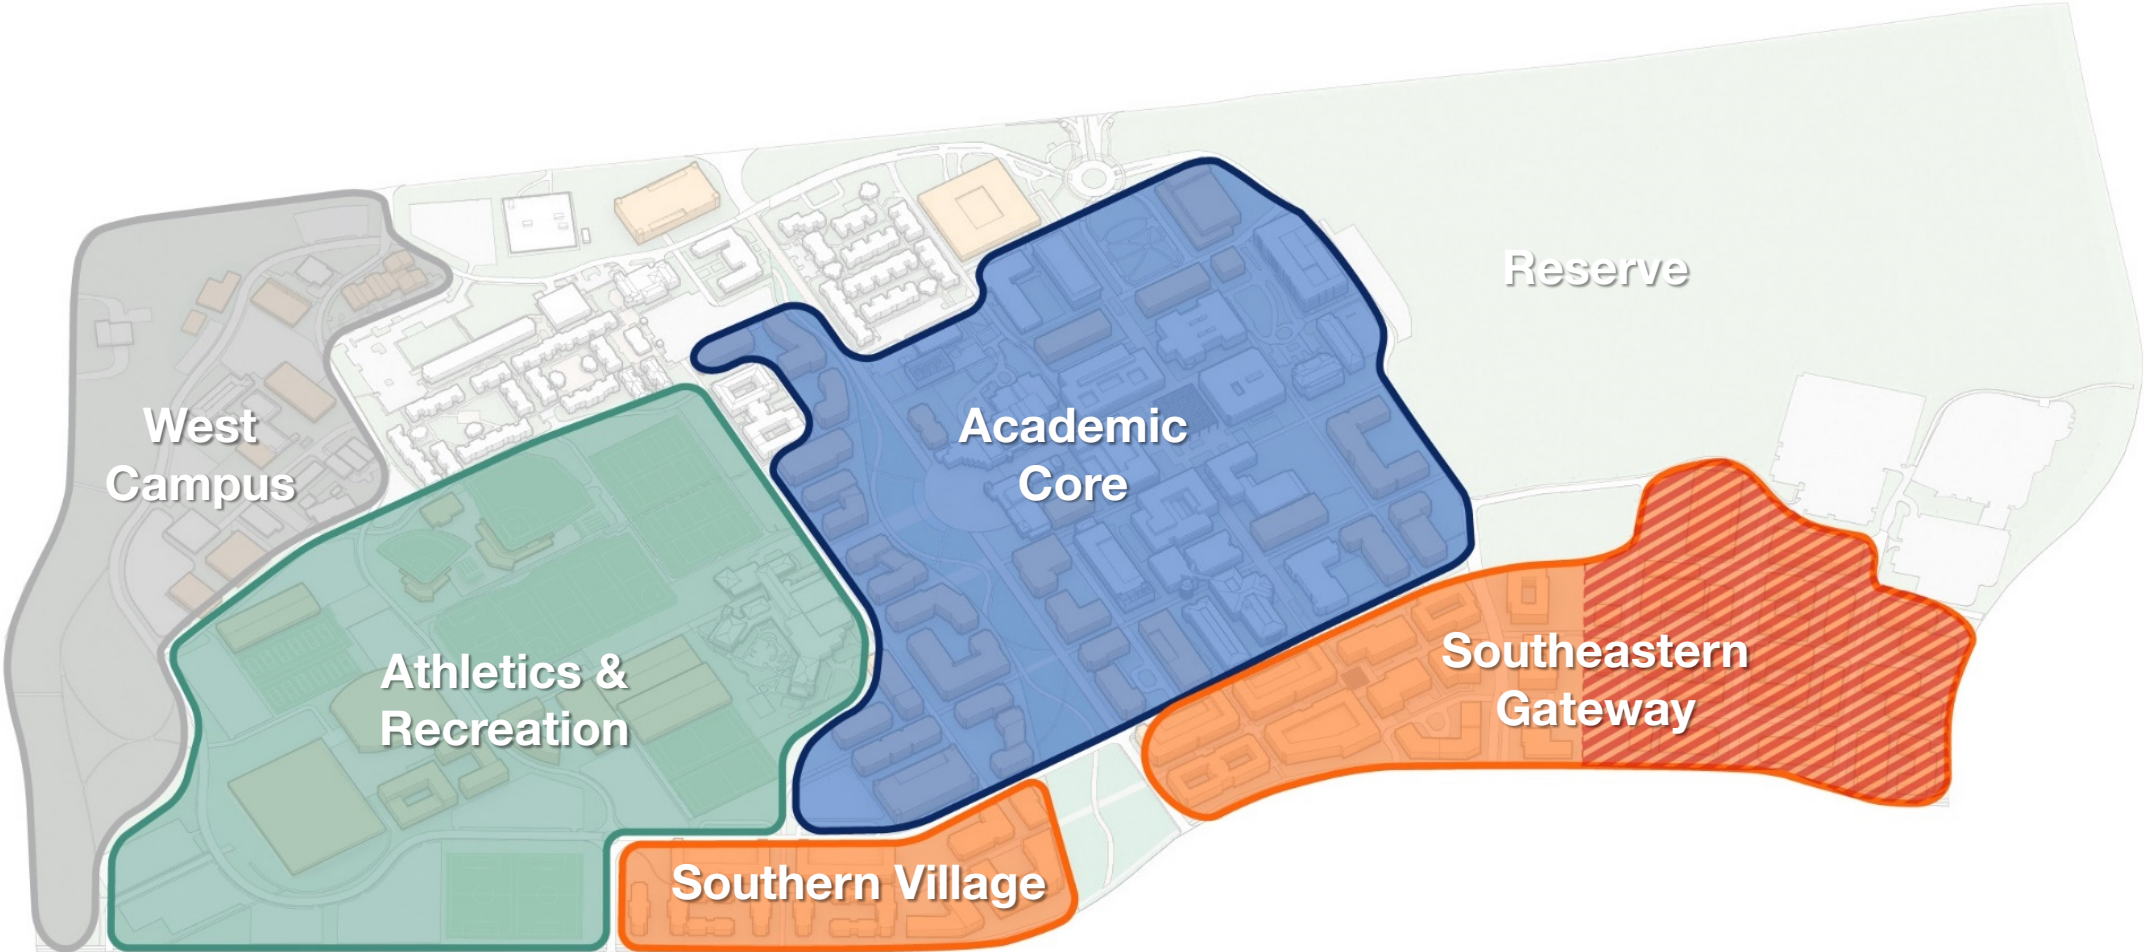 Reserve
West
Campus
Academic
Core
Athletics &
Recreation
Southeastern
Gateway
Southern Village